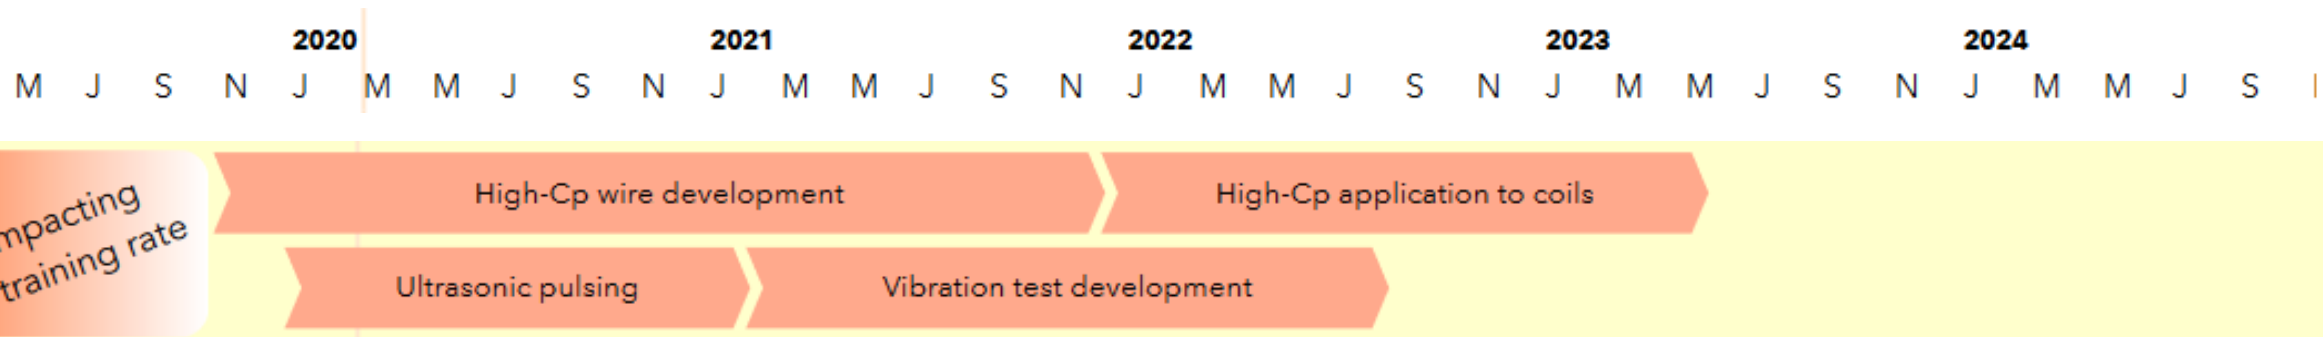 2020 2021 2022 2023 2024
M J S N J M M J S N J M M J S N J M M J S N J M M J S N J M M J S
mpacting
training rate
High-Cp wire development
High-Cp application to coils
Ultrasonic pulsing
Vibration test development